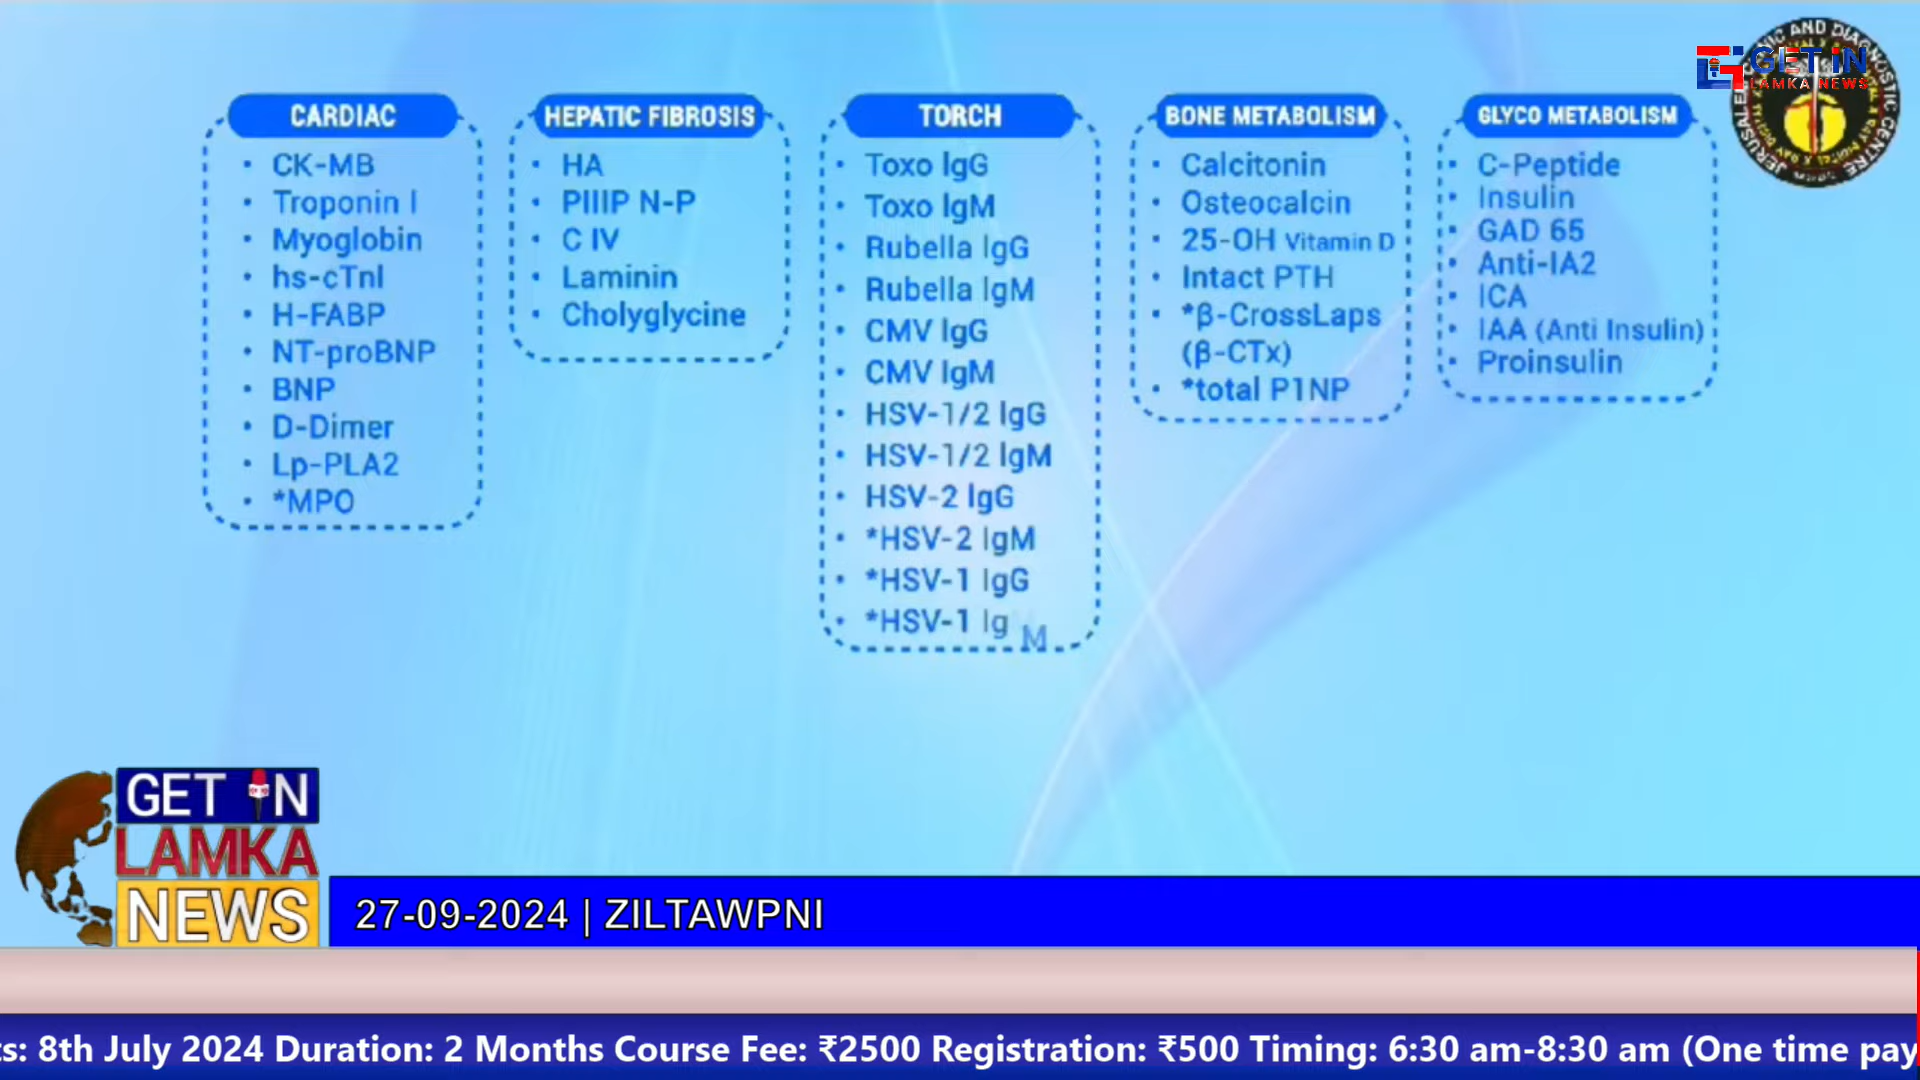 CARDIAC
• CK-MB
• Troponin I
• Myoglobin
• hs-cTnI
• H-FABP
• NT-proBNP
• BNP
• D-Dimer
• Lp-PLA2
• *MPO
HEPATIC FIBROSIS
• HA
• PIIIP N-P
• C IV
• Laminin
• Cholyglycine
TORCH
• Toxo IgG
• Toxo IgM
• Rubella IgG
• Rubella IgM
• CMV IgG
• CMV IgM
• HSV-1/2 IgG
• HSV-1/2 IgM
• HSV-2 IgG
• *HSV-2 IgM
• *HSV-1 IgG
• *HSV-1 IgM
BONE METABOLISM
• Calcitonin
• Osteocalcin
• 25-OH Vitamin D
• Intact PTH
• *β-CrossLaps
(β-CTx)
• *total P1NP
GLYCO METABOLISM
• C-Peptide
• Insulin
• GAD 65
• Anti-IA2
• ICA
• IAA (Anti Insulin)
• Proinsulin
GET IN
LAMKA NEWS
AND DIAGNOSTIC CENTRE
GET IN
LAMKA
NEWS
27-09-2024 | ZILTAWPNI
ts: 8th July 2024 Duration: 2 Months Course Fee: ₹2500 Registration: ₹500 Timing: 6:30 am-8:30 am (One time pay